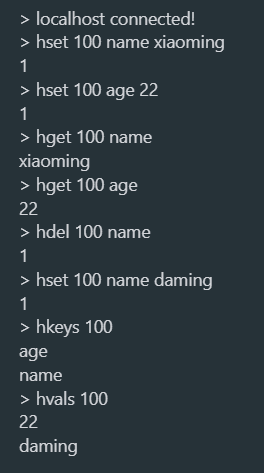 > localhost connected!
> hset 100 name xiaoming
1
> hset 100 age 22
1
> hget 100 name
xiaoming
> hget 100 age
22
> hdel 100 name
1
> hset 100 name daming
1
> hkeys 100
age
name
> hvals 100
22
daming